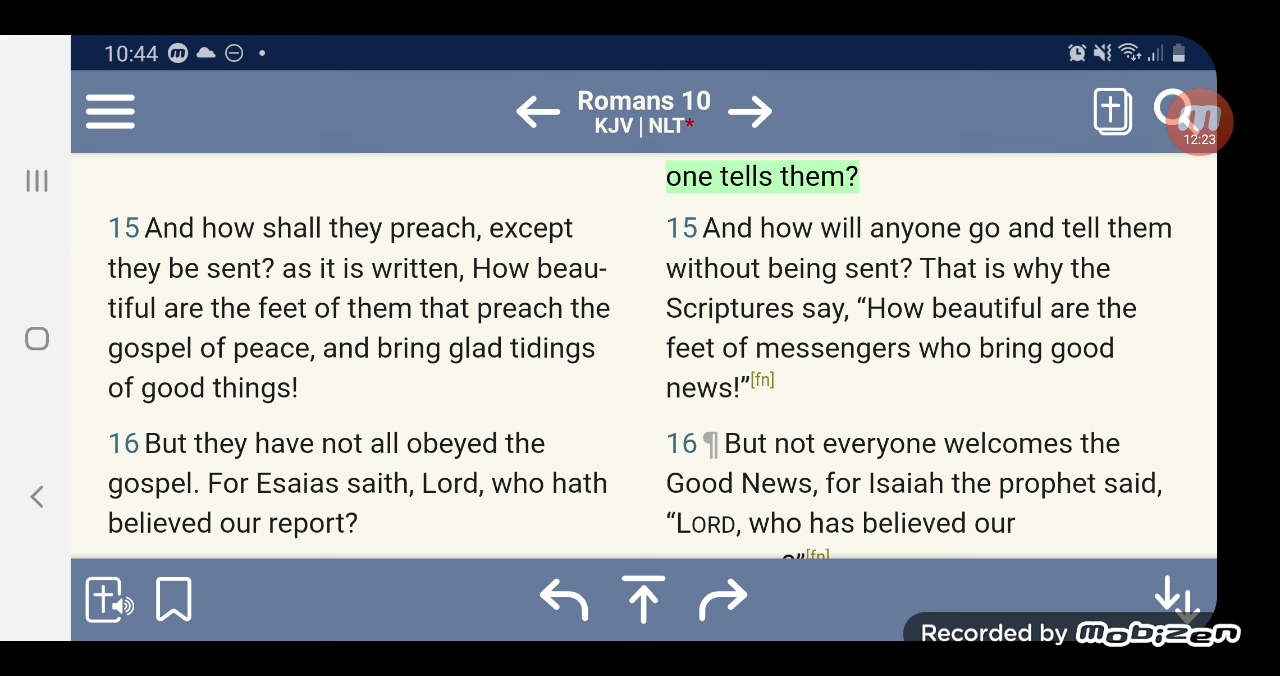 10:44
Romans 10
KJV | NLT*
12:23
one tells them?
15 And how shall they preach, except
they be sent? as it is written, How beau-
tiful are the feet of them that preach the
gospel of peace, and bring glad tidings
of good things!
16 But they have not all obeyed the
gospel. For Esaias saith, Lord, who hath
believed our report?
15 And how will anyone go and tell them
without being sent? That is why the
Scriptures say, “How beautiful are the
feet of messengers who bring good
news!”[fn]
16 ¶ But not everyone welcomes the
Good News, for Isaiah the prophet said,
“LORD, who has believed our
?”[fn]
Recorded by mobizen